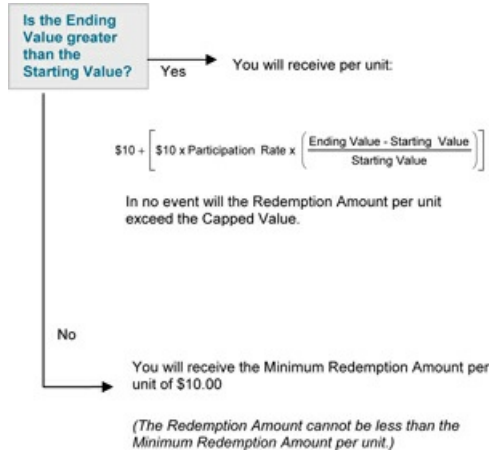 Is the Ending
Value greater
than the
Starting Value?
Yes
You will receive per unit:
$10 + [ $10 x Participation Rate x ( Ending Value - Starting Value / Starting Value ) ]
In no event will the Redemption Amount per unit
exceed the Capped Value.
No
You will receive the Minimum Redemption Amount per
unit of $10.00
(The Redemption Amount cannot be less than the
Minimum Redemption Amount per unit.)